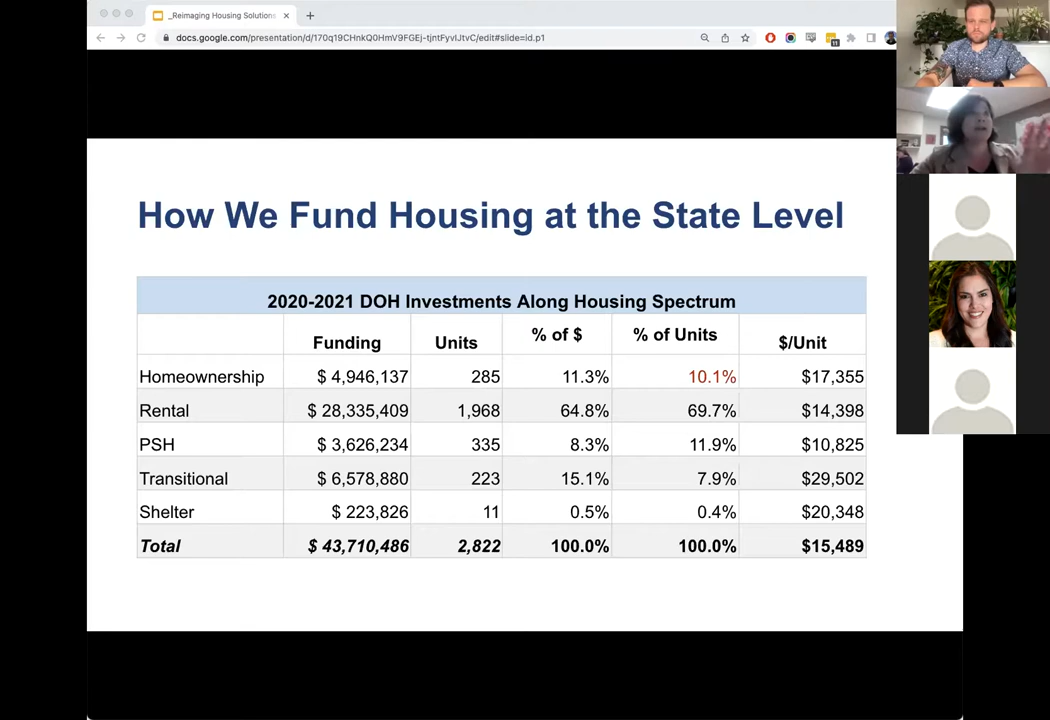 _Reimaging Housing Solutions
docs.google.com/presentation/d/170q19CHnkQ0HmV9FGEj-tjntFyvIJtvC/edit#slide=id.p1
11
How We Fund Housing at the State Level
2020-2021 DOH Investments Along Housing Spectrum
Funding Units % of $ % of Units $/Unit
Homeownership $ 4,946,137 285 11.3% 10.1% $17,355
Rental $ 28,335,409 1,968 64.8% 69.7% $14,398
PSH $ 3,626,234 335 8.3% 11.9% $10,825
Transitional $ 6,578,880 223 15.1% 7.9% $29,502
Shelter $ 223,826 11 0.5% 0.4% $20,348
Total $ 43,710,486 2,822 100.0% 100.0% $15,489